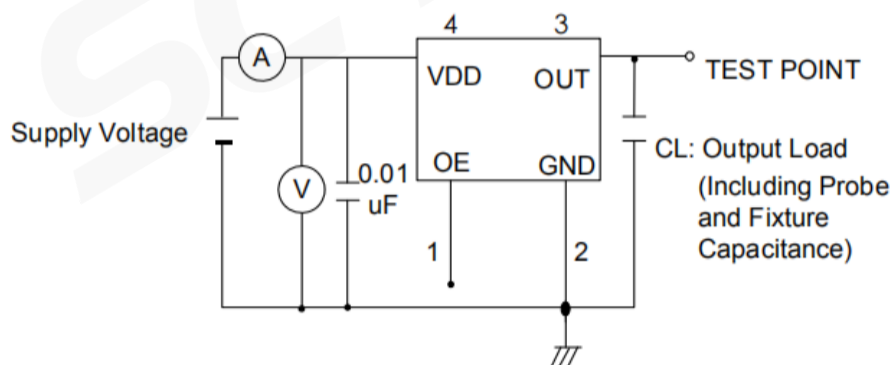 4 3
A
VDD OUT
TEST POINT
Supply Voltage
V
0.01
uF
OE GND
CL: Output Load
(Including Probe
and Fixture
Capacitance)
1 2